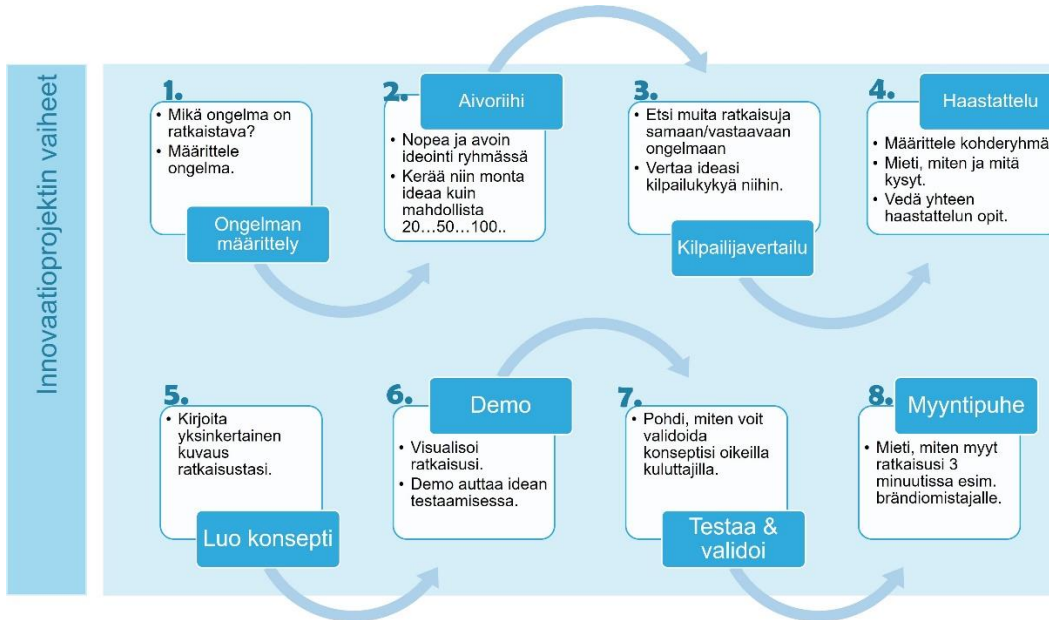 Innovaatioprojektin vaiheet
1.
• Mikä ongelma on
ratkaistava?
• Määrittele
ongelma.
Ongelman
määrittely
2.
Aivoriihi
• Nopea ja avoin
ideointi ryhmässä
• Kerää niin monta
ideaa kuin
mahdollista
20…50…100..
3.
• Etsi muita ratkaisuja
samaan/vastaavaan
ongelmaan
• Vertaa ideasi
kilpailukykyä niihin.
Kilpailijavertailu
4.
Haastattelu
• Määrittele kohderyhmä
• Mieti, miten ja mitä
kysyt.
• Vedä yhteen
haastattelun opit.
5.
• Kirjoita
yksinkertainen
kuvaus
ratkaisustasi.
Luo konsepti
6.
Demo
• Visualisoi
ratkaisusi.
• Demo auttaa idean
testaamisessa.
7.
• Pohdi, miten voit
validoida
konseptisi oikeilla
kuluttajilla.
Testaa &
validoi
8.
Myyntipuhe
• Mieti, miten myyt
ratkaisusi 3
minuutissa esim.
brändiomistajalle.